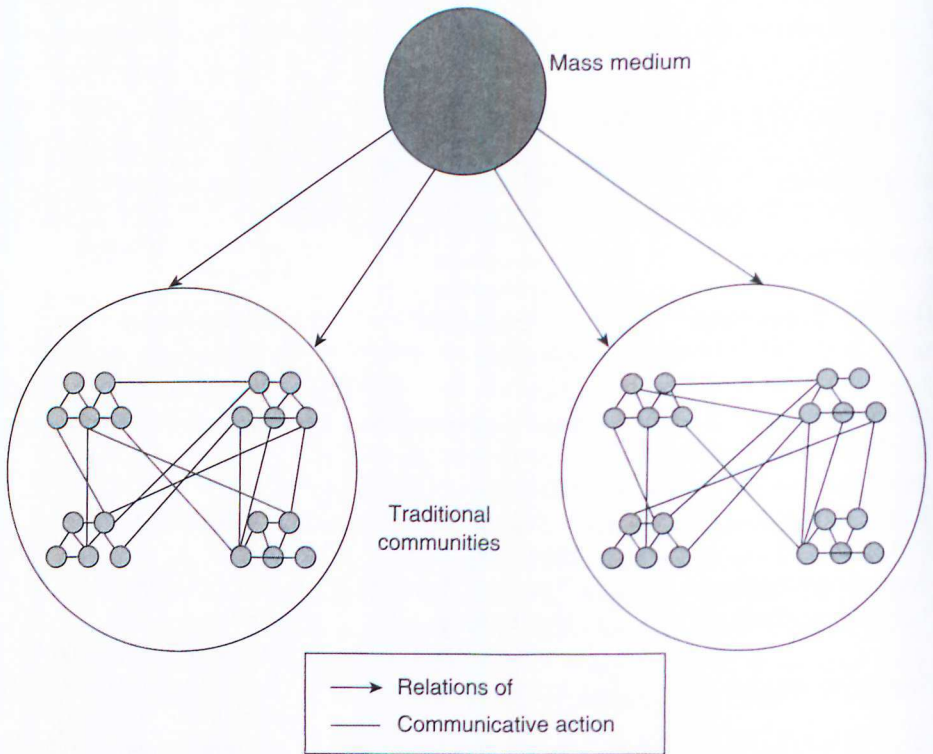 Mass medium
Traditional
communities
Relations of
Communicative action